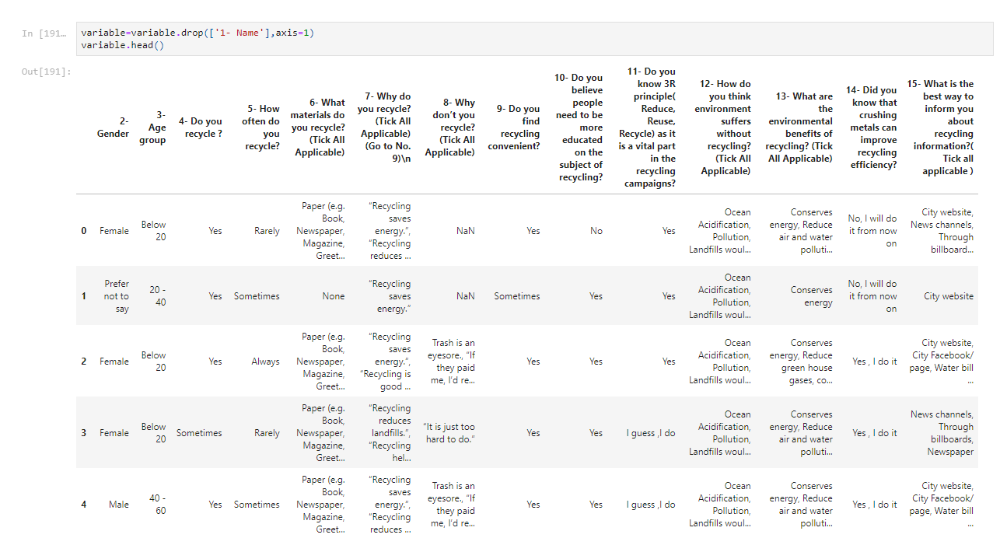 In [191…
variable=variable.drop(['1- Name'],axis=1)
variable.head()
Out[191]:
2-
Gender
3-
Age
group
4- Do you
recycle ?
5- How
often do
you
recycle?
6- What
materials do
you recycle?
(Tick All
Applicable)
7- Why do
you recycle?
(Tick All
Applicable)
(Go to No.
9)\n
8- Why
don't you
recycle?
(Tick All
Applicable)
9- Do you
find
recycling
convenient?
10- Do you
believe
people
need to be
more
educated
on the
subject of
recycling?
11- Do you
know 3R
principle(
Reduce,
Reuse,
Recycle) as it
is a vital part
in the
recycling
campaigns?
12- How do
you think
environment
suffers
without
recycling?
(Tick All
Applicable)
13- What are
the
environmental
benefits of
recycling? (Tick
All Applicable)
14- Did you
know that
crushing
metals can
improve
recycling
efficiency?
15- What is the
best way to
inform you
about
recycling
information?(
Tick all
applicable )
0
Female
Below
20
Yes
Rarely
Paper (e.g.
Book,
Newspaper,
Magazine,
Greet...
“Recycling
saves
energy.”,
“Recycling
reduces ...
NaN
Yes
No
Yes
Ocean
Acidification,
Pollution,
Landfills woul...
Conserves
energy, Reduce
air and water
polluti...
No, I will do
it from now
on
City website,
News channels,
Through
billboard...
1
Prefer
not to
say
20 -
40
Yes
Sometimes
None
“Recycling
saves
energy.”
NaN
Sometimes
Yes
Yes
Ocean
Acidification,
Pollution,
Landfills woul...
Conserves
energy
No, I will do
it from now
on
City website
2
Female
Below
20
Yes
Always
Paper (e.g.
Book,
Newspaper,
Magazine,
Greet...
“Recycling
saves
energy.”,
“Recycling is
good ...
Trash is an
eyesore., “If
they paid
me, I’d re...
Yes
Yes
Yes
Ocean
Acidification,
Pollution,
Landfills woul...
Conserves
energy, Reduce
green house
gases, co...
Yes , I do it
City website,
City Facebook/
page, Water bill
...
3
Female
Below
20
Sometimes
Rarely
Paper (e.g.
Book,
Newspaper,
Magazine,
Greet...
“Recycling
reduces
landfills.”,
“Recycling
hel...
“It is just too
hard to do.”
Yes
Yes
I guess ,I do
Ocean
Acidification,
Pollution,
Landfills woul...
Conserves
energy, Reduce
air and water
polluti...
Yes , I do it
News channels,
Through
billboards,
Newspaper
4
Male
40 -
60
Yes
Sometimes
Paper (e.g.
Book,
Newspaper,
Magazine,
Greet...
“Recycling
saves
energy.”,
“Recycling
reduces ...
Trash is an
eyesore., “If
they paid
me, I’d re...
Yes
Yes
I guess ,I do
Ocean
Acidification,
Pollution,
Landfills woul...
Conserves
energy, Reduce
air and water
polluti...
Yes , I do it
City website,
City Facebook/
page, Water bill
...